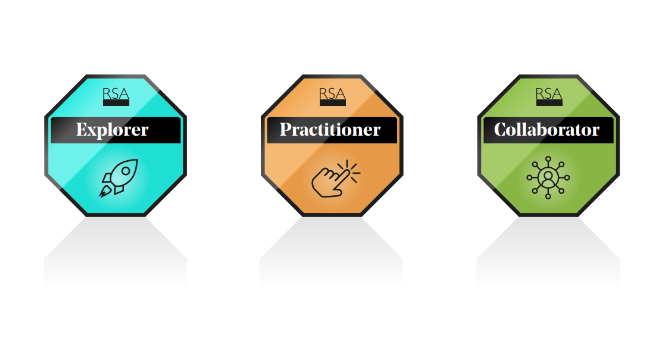 RSA
Explorer
RSA
Practitioner
RSA
Collaborator